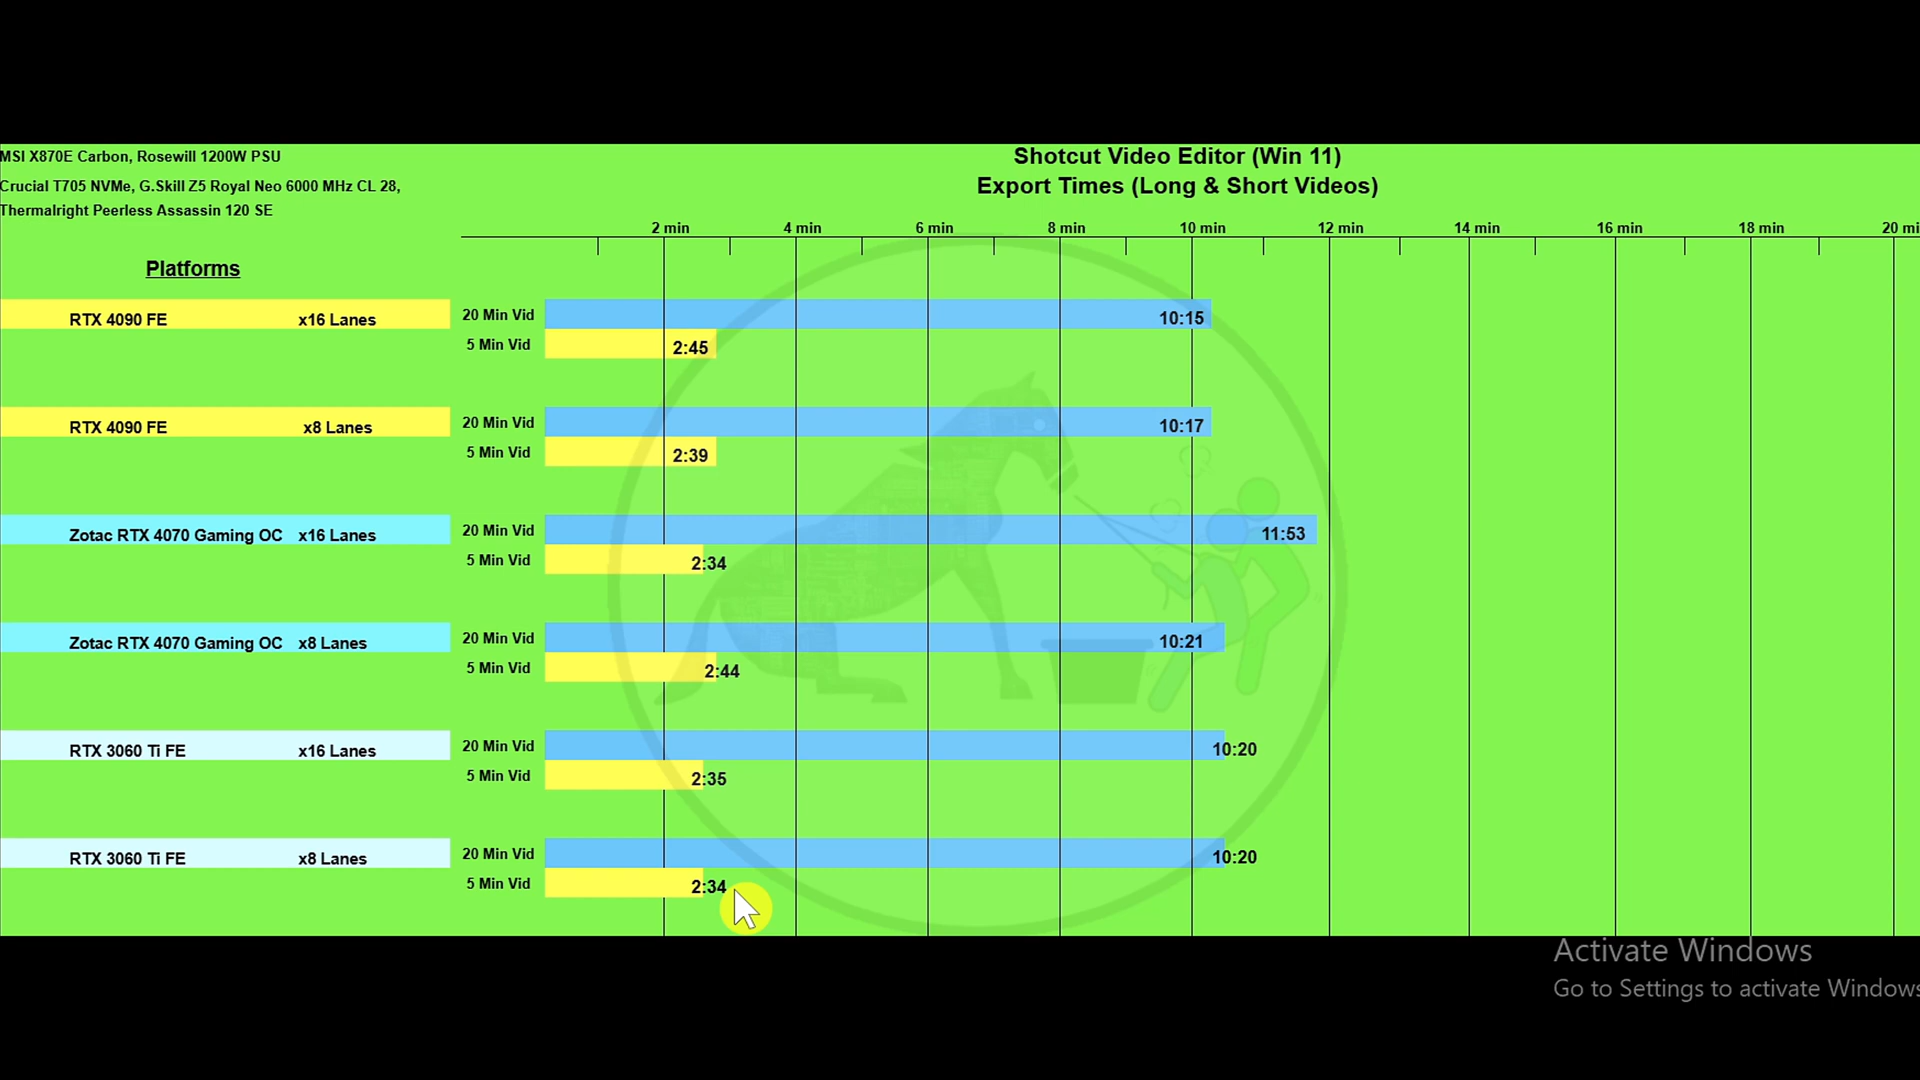 MSI X870E Carbon, Rosewill 1200W PSU
Shotcut Video Editor (Win 11)
Crucial T705 NVMe, G.Skill Z5 Royal Neo 6000 MHz CL 28,
Export Times (Long & Short Videos)
Thermalright Peerless Assassin 120 SE
2 min 4 min 6 min 8 min 10 min 12 min 14 min 16 min 18 min 20 mi
Platforms
RTX 4090 FE x16 Lanes 20 Min Vid 10:15
5 Min Vid 2:45
RTX 4090 FE x8 Lanes 20 Min Vid 10:17
5 Min Vid 2:39
Zotac RTX 4070 Gaming OC x16 Lanes 20 Min Vid 11:53
5 Min Vid 2:34
Zotac RTX 4070 Gaming OC x8 Lanes 20 Min Vid 10:21
5 Min Vid 2:44
RTX 3060 Ti FE x16 Lanes 20 Min Vid 10:20
5 Min Vid 2:35
RTX 3060 Ti FE x8 Lanes 20 Min Vid 10:20
5 Min Vid 2:34
Activate Windows
Go to Settings to activate Windows